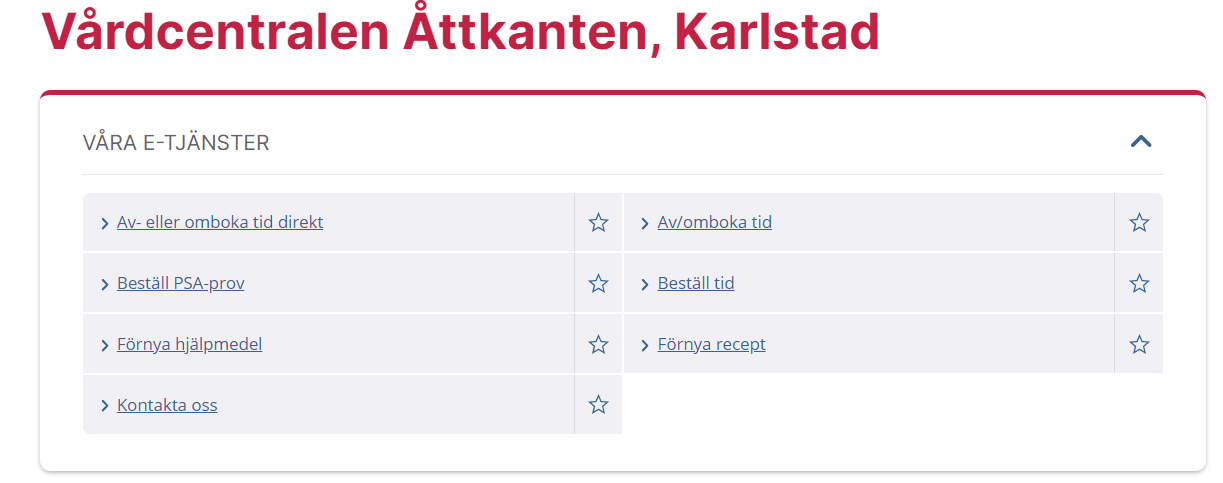 Vårdcentralen Åttkanten, Karlstad
VÅRA E-TJÄNSTER
Av- eller omboka tid direkt
Av/omboka tid
Beställ PSA-prov
Beställ tid
Förnya hjälpmedel
Förnya recept
Kontakta oss